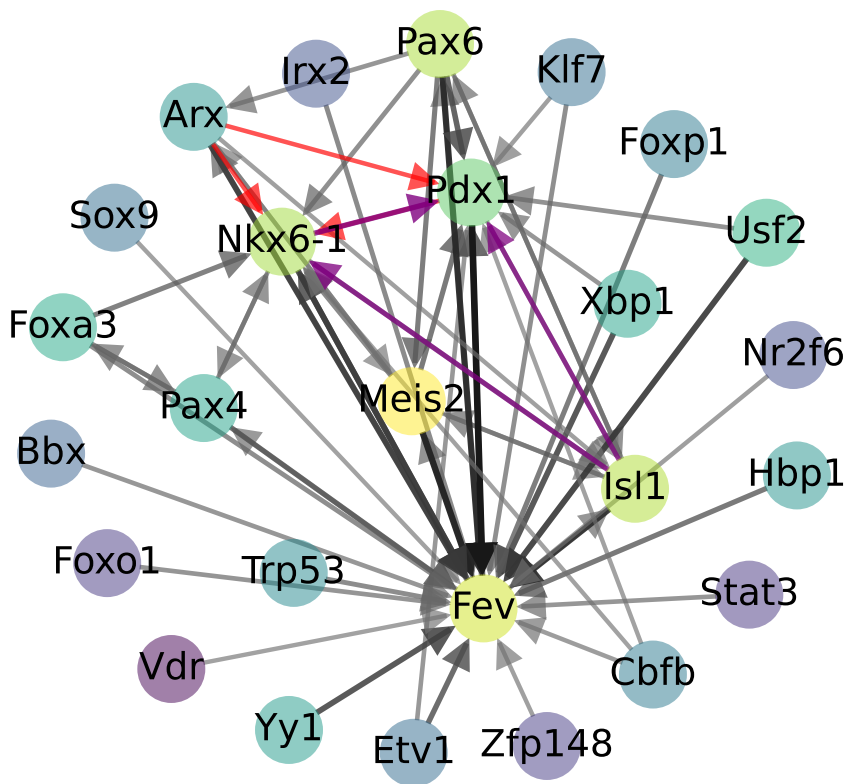 Pax6
Irx2
Klf7
Arx
Foxp1
Pdx1
Sox9
Usf2
Nkx6-1
Xbp1
Foxa3
Nr2f6
Meis2
Pax4
Bbx
Hbp1
Isl1
Foxo1
Trp53
Stat3
Fev
Vdr
Cbfb
Yy1
Etv1
Zfp148